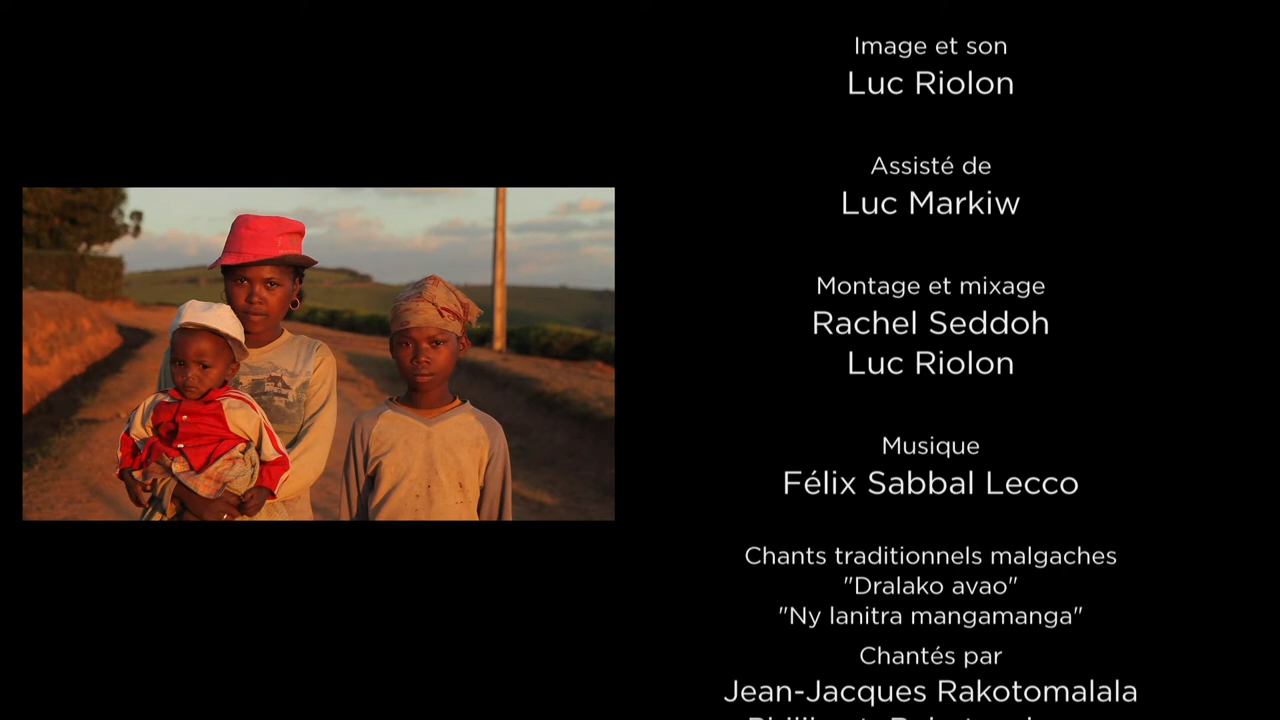 Image et son
Luc Riolon
Assisté de
Luc Markiw
Montage et mixage
Rachel Seddoh
Luc Riolon
Musique
Félix Sabbal Lecco
Chants traditionnels malgaches
"Dralako avao"
"Ny lanitra mangamanga"
Chantés par
Jean-Jacques Rakotomalala